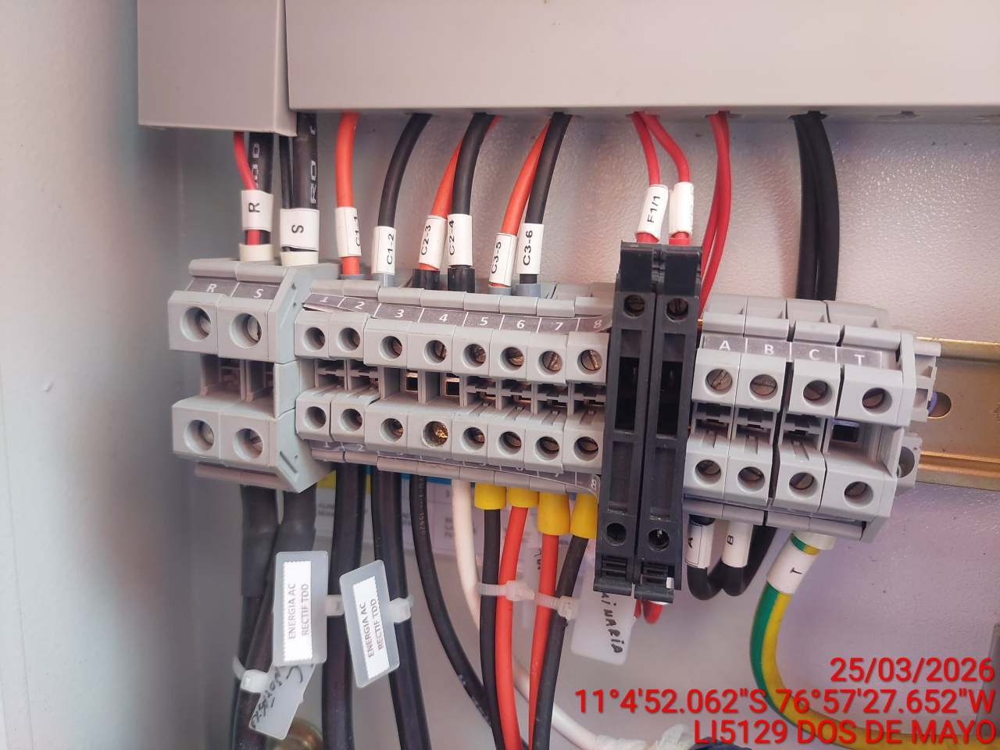 R
S
C1-1
C1-2
C2-3
C2-4
C3-5
C3-6
F1/1
R S
1 2 3 4 5 6 7 8
A B C T
A
B
T
ENERGIA AC
RECTIF TDD
ENERGIA AC
RECTIF TDD
25/03/2026
11°4'52.062"S 76°57'27.652"W
LI5129 DOS DE MAYO